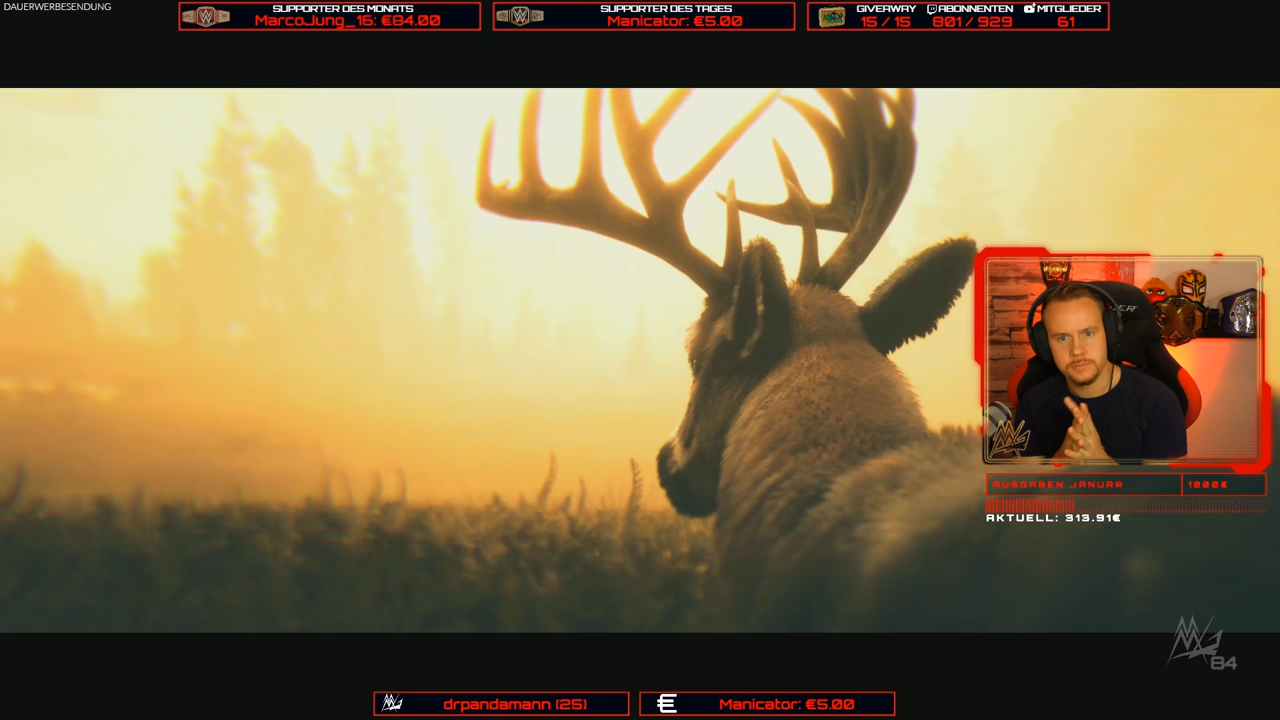 DAUERWERBESENDUNG
SUPPORTER DES MONATS
MarcoJung_16: €84.00
SUPPORTER DES TAGES
Manicator: €5.00
GIVEAWAY
15 / 15
ABONNENTEN
801 / 929
MITGLIEDER
61
AUSGABEN JANUAR
1000€
AKTUELL: 313.91€
84
drpandamann (25)
Manicator: €5.00